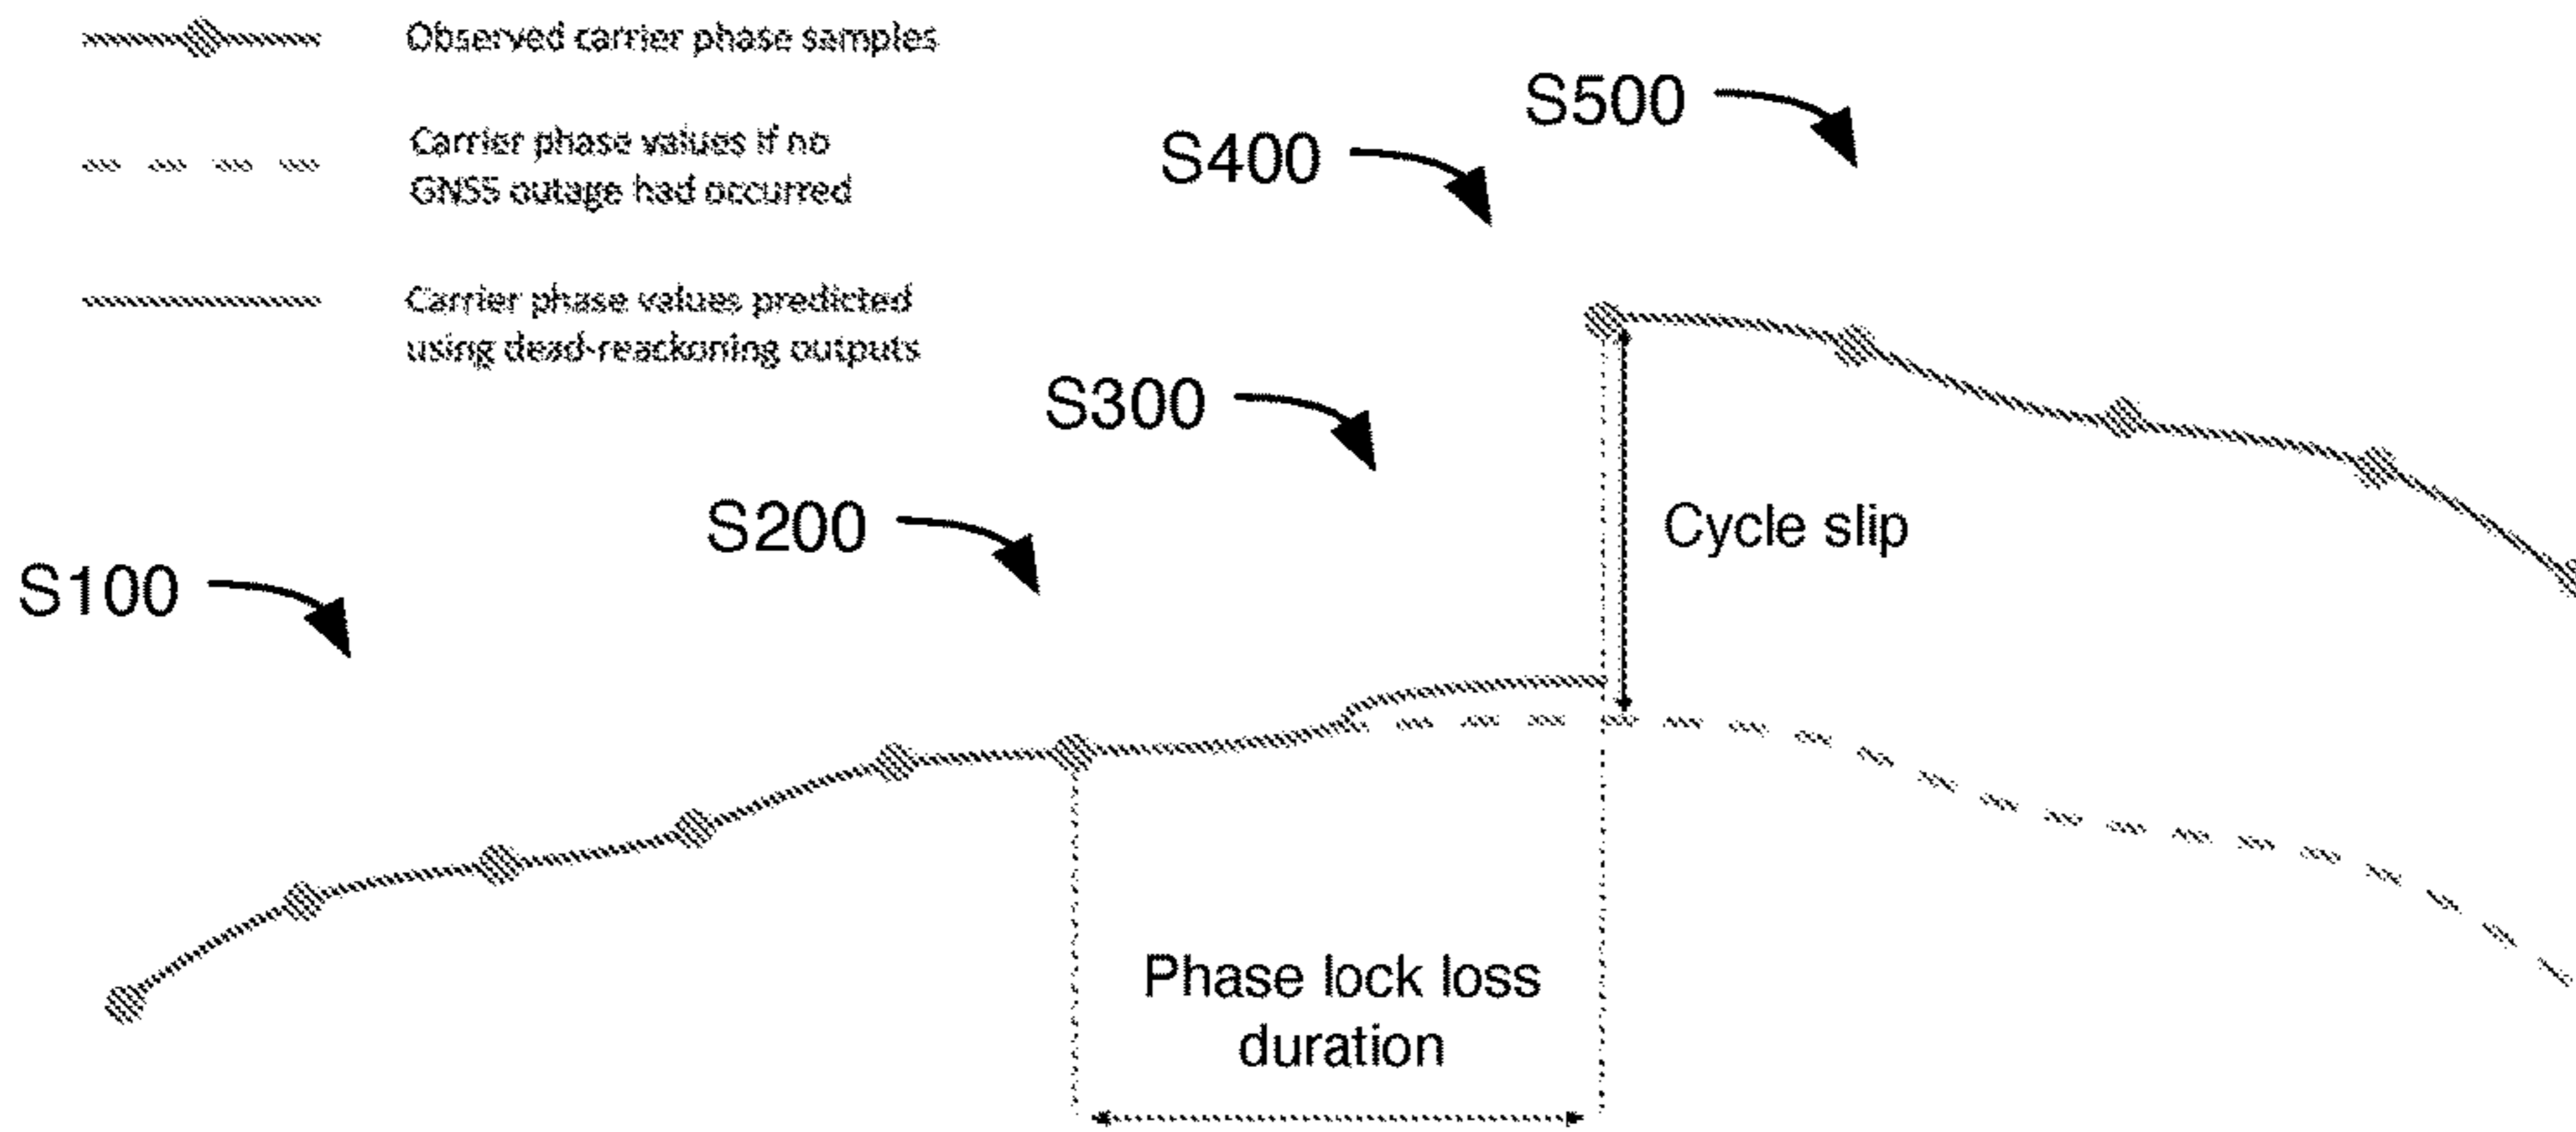 Observed carrier phase samples
Carrier phase values if no
GNSS outage had occurred
Carrier phase values predicted
using dead-reackoning outputs
S500
S400
S300
S200
S100
Cycle slip
Phase lock loss
duration